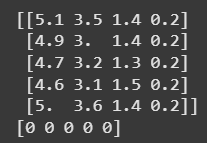 [[5.1 3.5 1.4 0.2]
 [4.9 3.  1.4 0.2]
 [4.7 3.2 1.3 0.2]
 [4.6 3.1 1.5 0.2]
 [5.  3.6 1.4 0.2]]
[0 0 0 0 0]